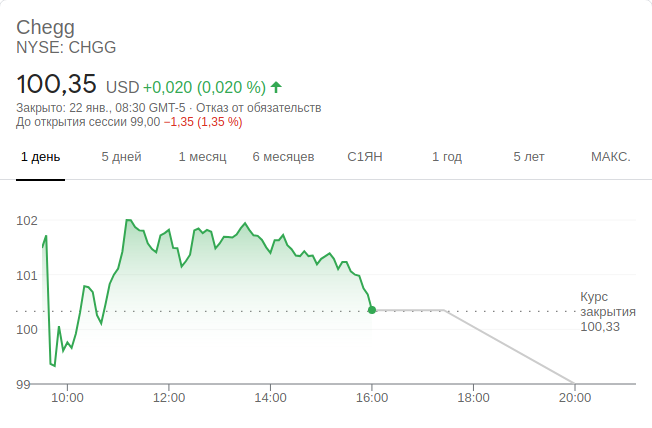 Chegg
NYSE: CHGG
100,35 USD +0,020 (0,020 %)
Закрыто: 22 янв., 08:30 GMT-5 · Отказ от обязательств
До открытия сессии 99,00 −1,35 (1,35 %)
1 день 5 дней 1 месяц 6 месяцев С1ЯН 1 год 5 лет МАКС.
102
101
100
99
Курс
закрытия
100,33
10:00 12:00 14:00 16:00 18:00 20:00